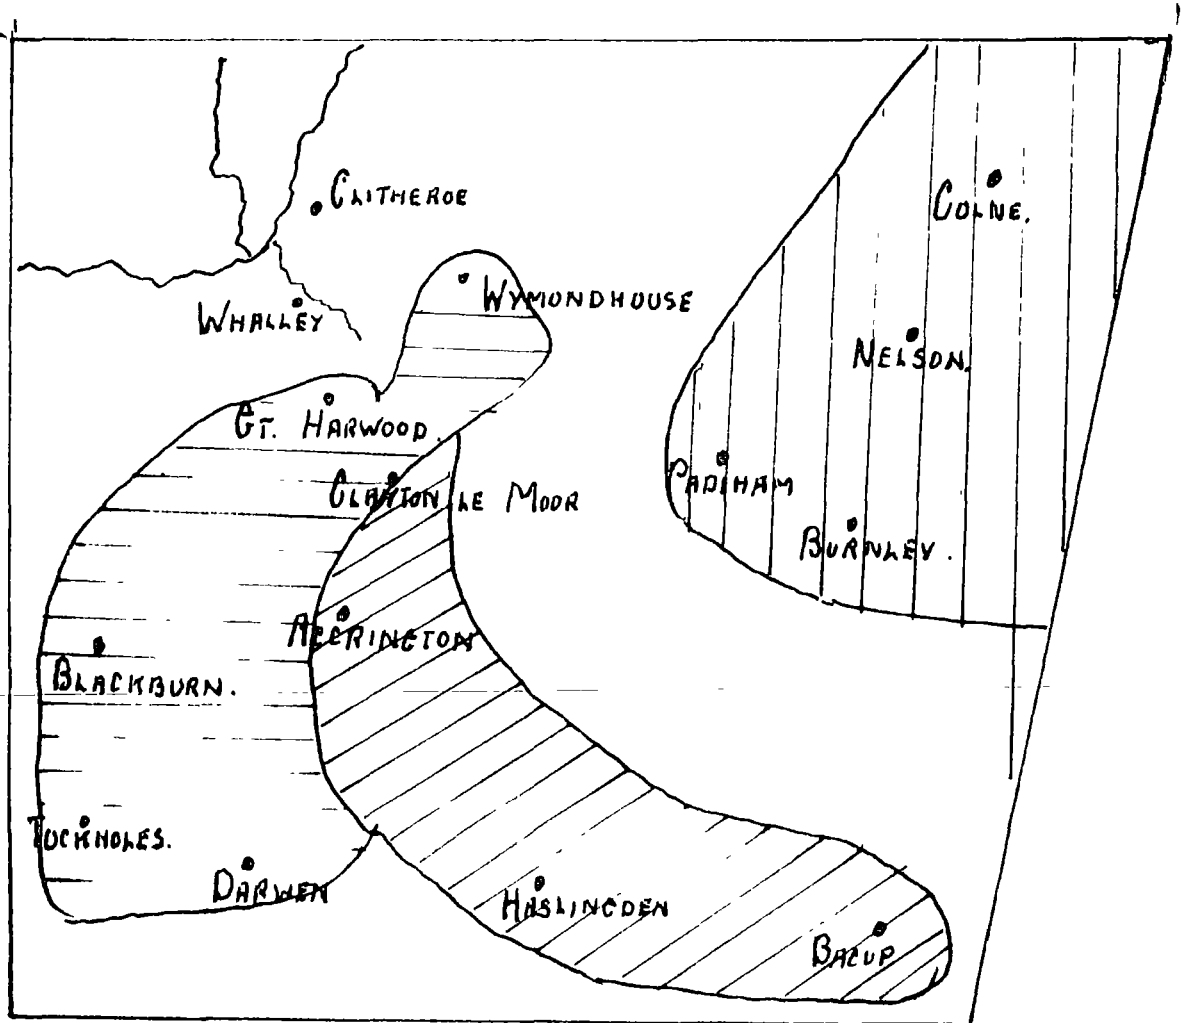 CLITHEROE
COLNE.
WHALLEY
WYMONDHOUSE
NELSON.
GT. HARWOOD.
CLAYTON LE MOOR
PADIHAM
BURNLEY.
ACCRINGTON
BLACKBURN.
TOCKHOLES.
DARWEN
HASLINGDEN
BACUP